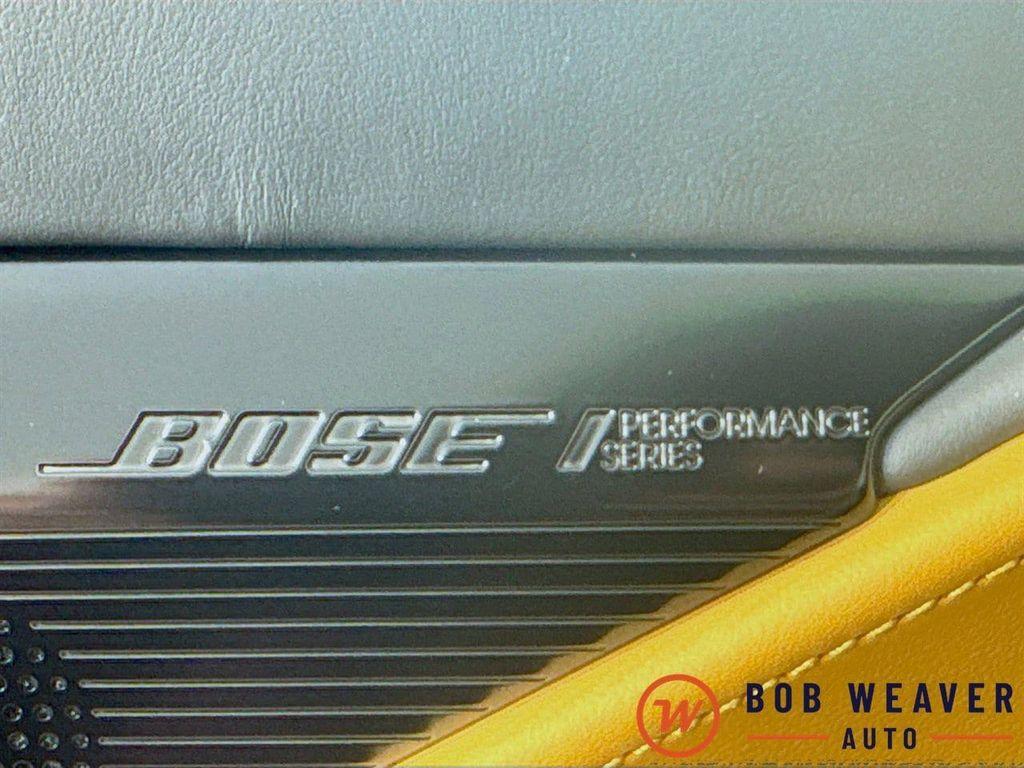 BOSE
PERFORMANCE
SERIES
W
BOB WEAVER
AUTO